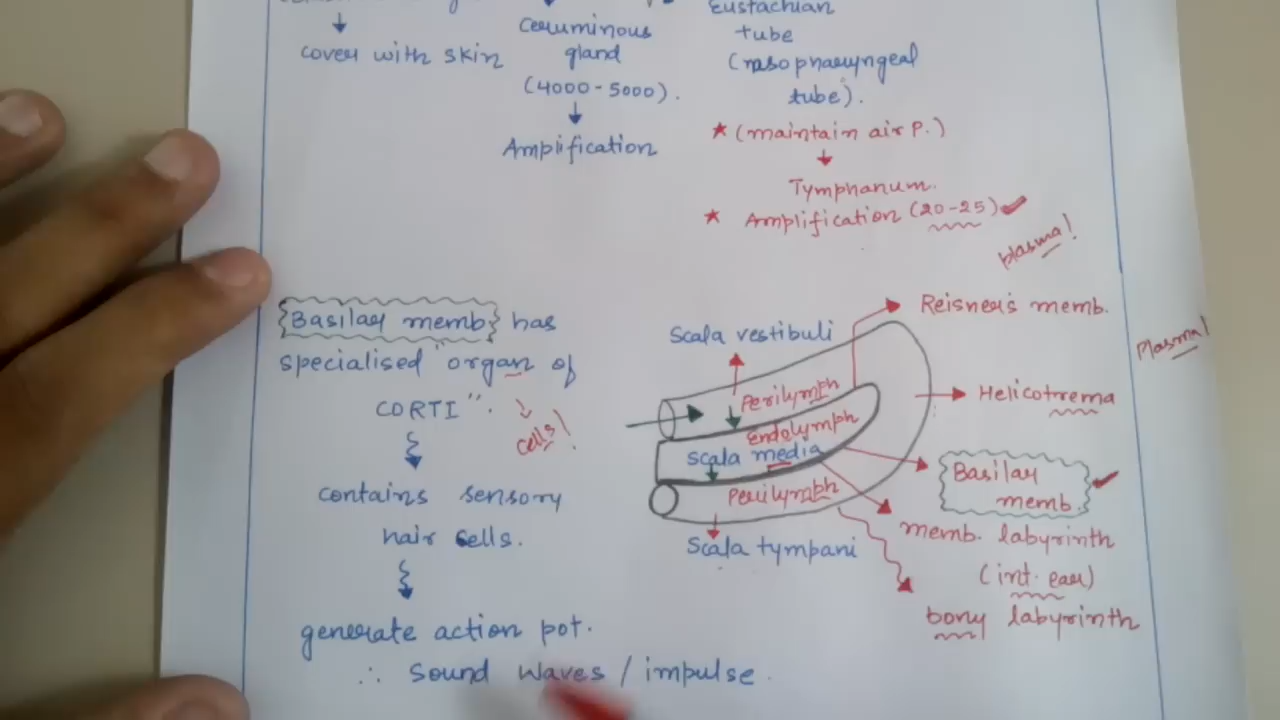 ↓
cover with skin
Ceruminous
gland
(4000-5000).
↓
Amplification
Eustachian
tube
(nasopharyngeal
tube).
★ (maintain air P.)
↓
Tymphanum.
★ Amplification (20-25) ✓
plasma!
Plasma!
Basilar memb. has
specialised "organ of
CORTI".
cells!
contains sensory
hair cells.
generate action pot.
∴ Sound waves / impulse.
Scala vestibuli
Perilymph
Endolymph
Scala media
Perilymph
Scala tympani
Reisner's memb.
Helicotrema
Basilar
memb.
memb. labyrinth
(int. ear)
bony labyrinth